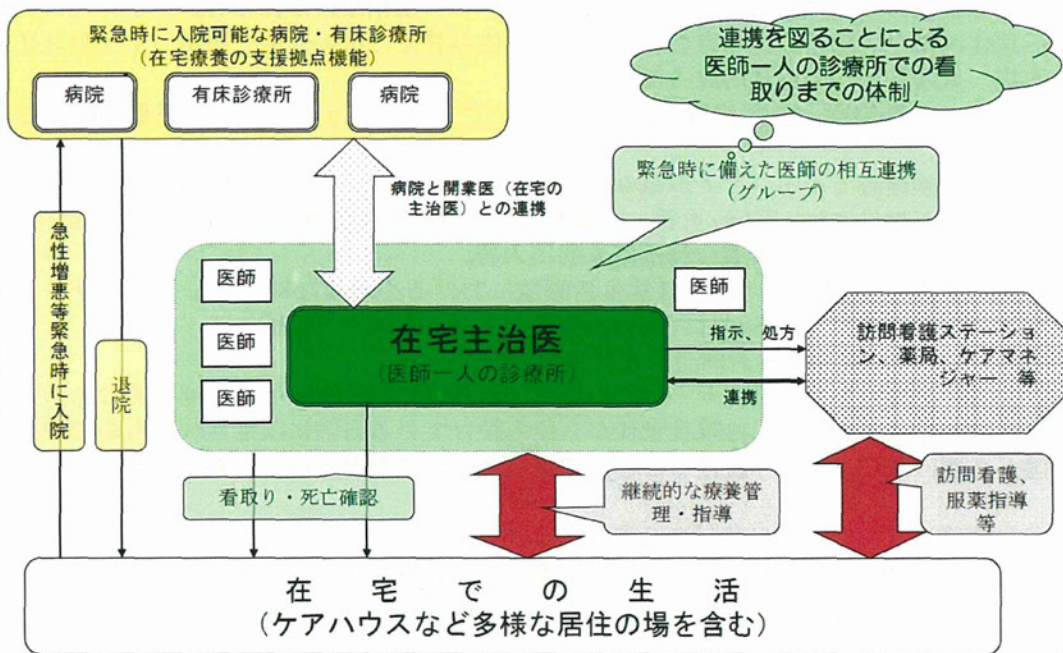 緊急時に入院可能な病院・有床診療所
(在宅療養の支援拠点機能)
病院
有床診療所
病院
連携を図ることによる
医師一人の診療所での看
取りまでの体制
緊急時に備えた医師の相互連携
(グループ)
病院と開業医(在宅の
主治医)との連携
急性増悪等緊急時に入院
退院
医師
医師
医師
医師
在宅主治医
(医師一人の診療所)
指示、処方
連携
訪問看護ステーショ
ン、薬局、ケアマネ
ジャー 等
看取り・死亡確認
継続的な療養管
理・指導
訪問看護、
服薬指導
等
在宅での生活
(ケアハウスなど多様な居住の場を含む)